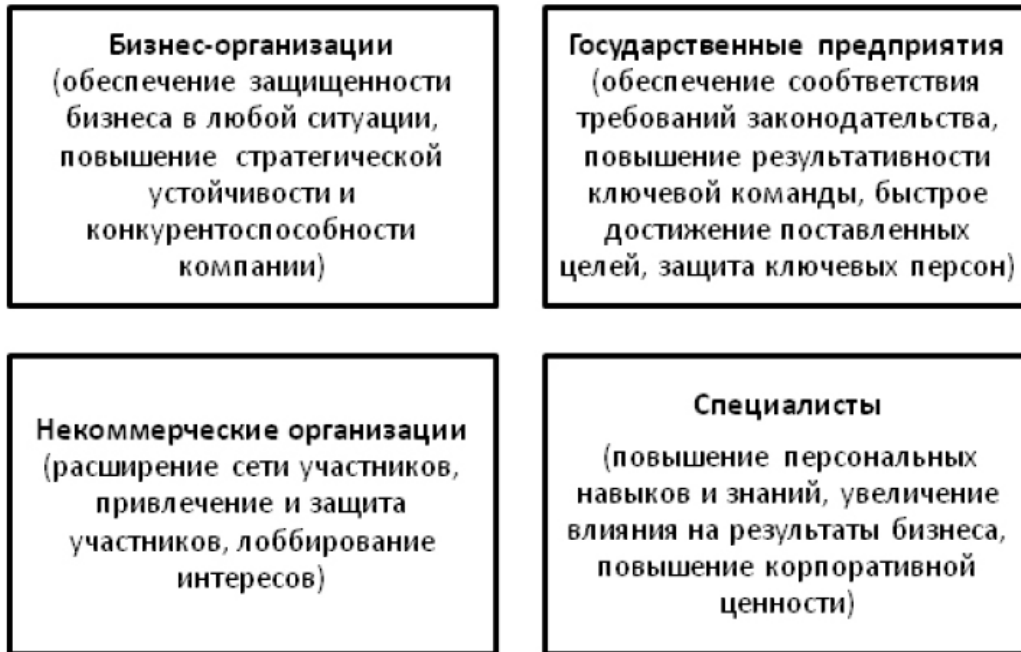 Бизнес-организации
(обеспечение защищенности
бизнеса в любой ситуации,
повышение стратегической
устойчивости и
конкурентоспособности
компании)
Государственные предприятия
(обеспечение сообтветствия
требований законодательства,
повышение результативности
ключевой команды, быстрое
достижение поставленных
целей, защита ключевых персон)
Некоммерческие организации
(расширение сети участников,
привлечение и защита
участников, лоббирование
интересов)
Специалисты
(повышение персональных
навыков и знаний, увеличение
влияния на результаты бизнеса,
повышение корпоративной
ценности)